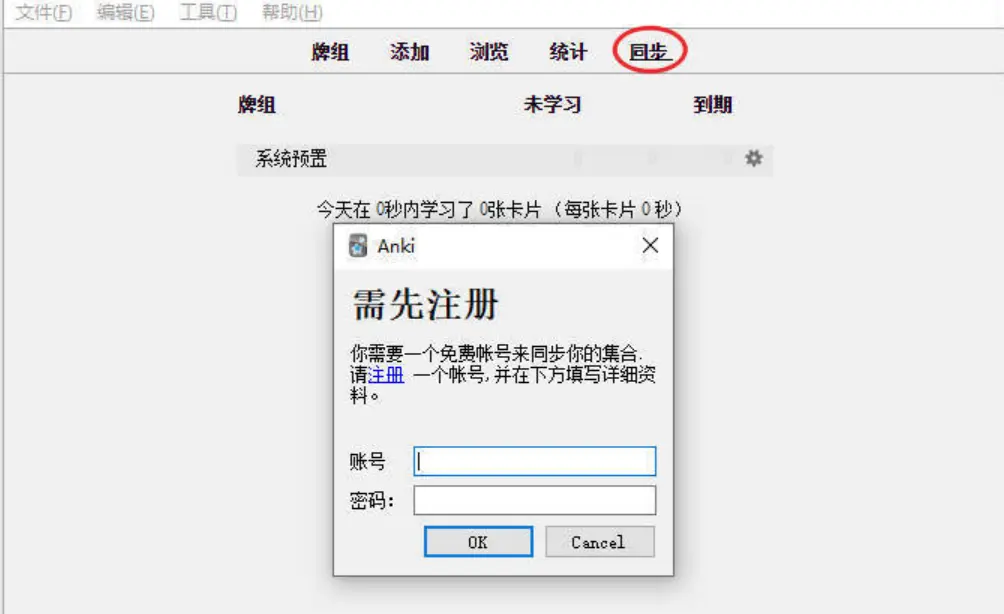 文件(F) 编辑(E) 工具(T) 帮助(H)
牌组 添加 浏览 统计 同步
牌组 未学习 到期
系统预置
今天在 0秒内学习了 0张卡片（每张卡片 0 秒）
Anki
需先注册
你需要一个免费帐号来同步你的集合.
请注册 一个帐号,并在下方填写详细资
料。
账号
密码：
OK Cancel